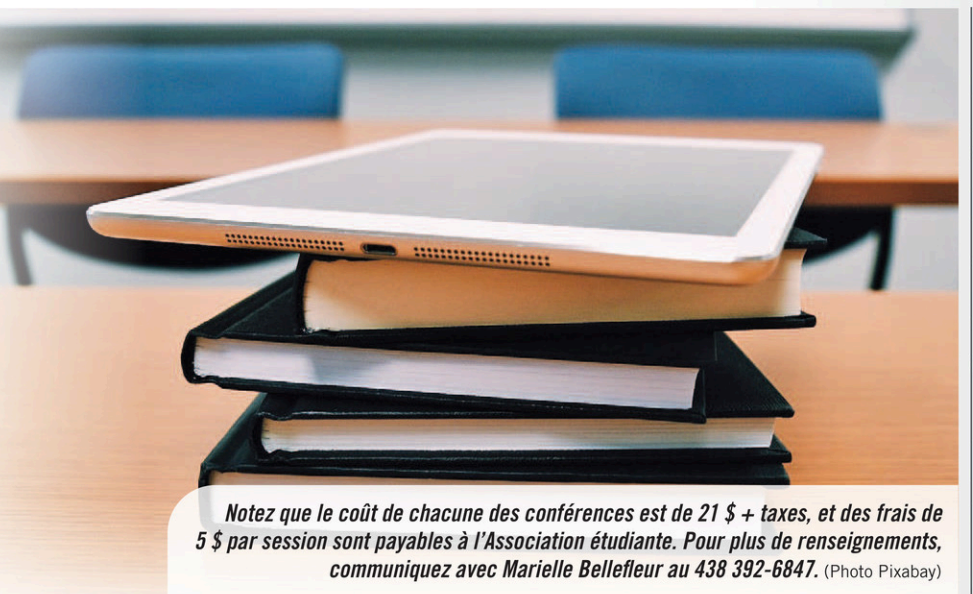 Notez que le coût de chacune des conférences est de 21 $ + taxes, et des frais de
5 $ par session sont payables à l’Association étudiante. Pour plus de renseignements,
communiquez avec Marielle Bellefleur au 438 392-6847. (Photo Pixabay)